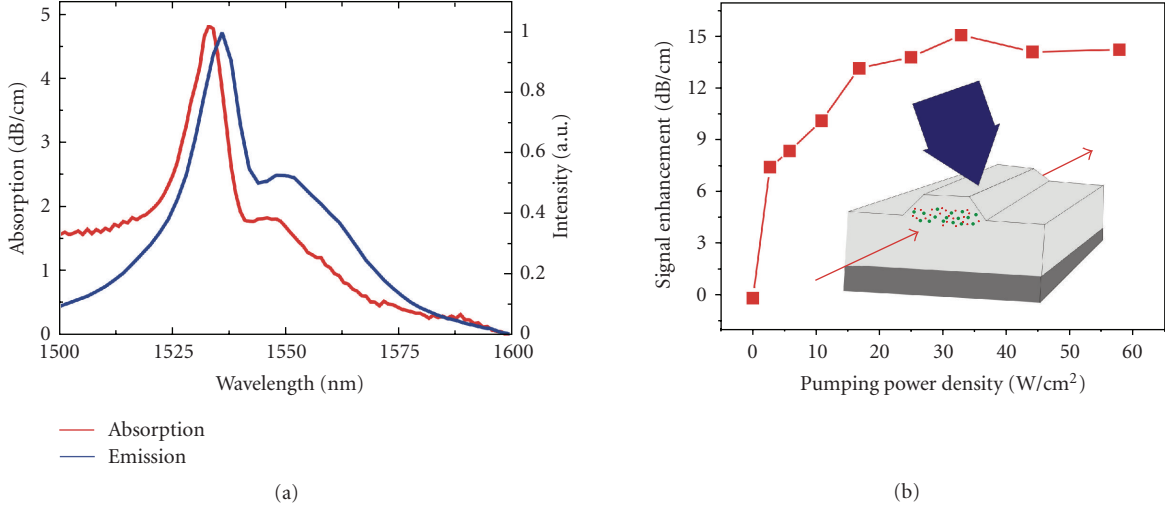 5
4
3
2
1
0
Absorption (dB/cm)
1
0.8
0.6
0.4
0.2
0
Intensity (a.u.)
1500 1525 1550 1575 1600
Wavelength (nm)
Absorption
Emission
(a)
15
12
9
6
3
0
Signal enhancement (dB/cm)
0 10 20 30 40 50 60
Pumping power density (W/cm²)
(b)